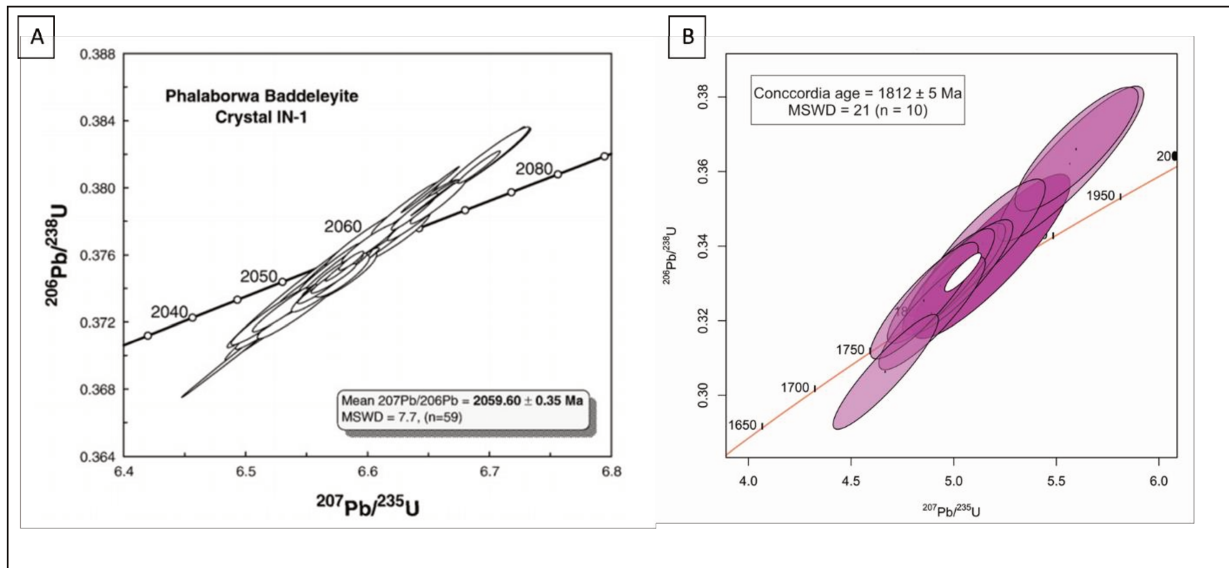 A
0.388
0.384
0.380
0.376
0.372
0.368
0.364
206Pb/238U
Phalaborwa Baddeleyite
Crystal IN-1
2040
2050
2060
2080
Mean 207Pb/206Pb = 2059.60 ± 0.35 Ma
MSWD = 7.7, (n=59)
6.4 6.5 6.6 6.7 6.8
207Pb/235U
B
0.38
0.36
0.34
0.32
0.30
206Pb/238U
Conccordia age = 1812 ± 5 Ma
MSWD = 21 (n = 10)
1650
1700
1750
18
1950
20
4.0 4.5 5.0 5.5 6.0
207Pb/235U